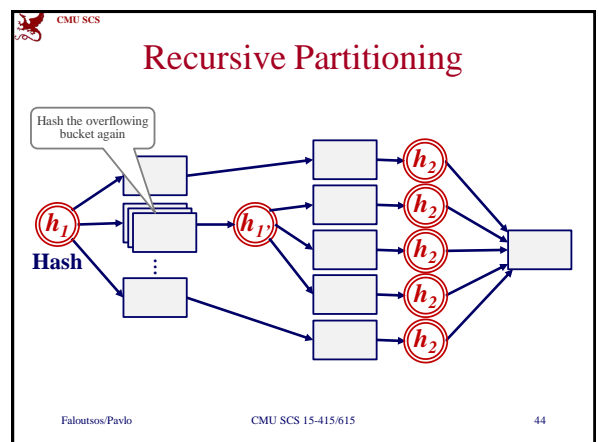 CMU SCS
Recursive Partitioning
Hash the overflowing
bucket again
h1
Hash
⋮
h1'
h2
h2
h2
h2
h2
Faloutsos/Pavlo
CMU SCS 15-415/615
44